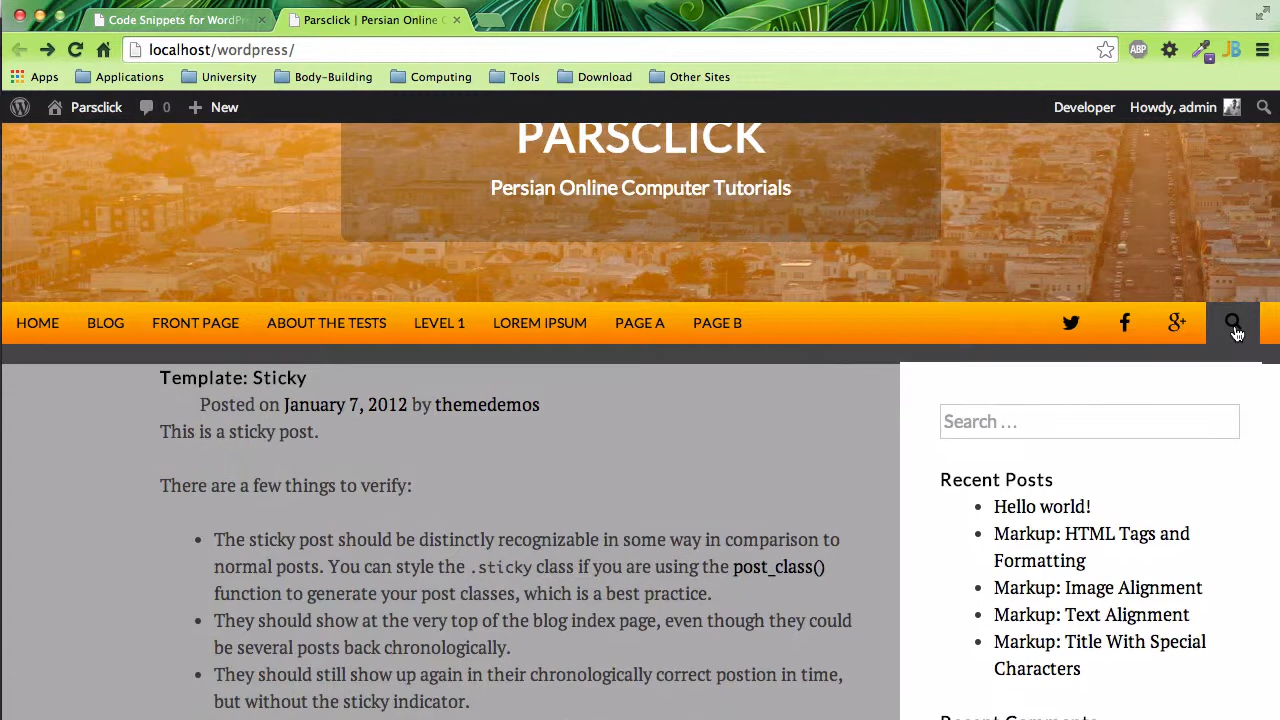 Code Snippets for WordPr
Parsclick | Persian Online C
localhost/wordpress/
ABP
JB
Apps Applications University Body-Building Computing Tools Download Other Sites
Parsclick 0 New Developer Howdy, admin
PARSCLICK
Persian Online Computer Tutorials
HOME BLOG FRONT PAGE ABOUT THE TESTS LEVEL 1 LOREM IPSUM PAGE A PAGE B
Template: Sticky
Posted on January 7, 2012 by themedemos
This is a sticky post.
There are a few things to verify:
• The sticky post should be distinctly recognizable in some way in comparison to
normal posts. You can style the .sticky class if you are using the post_class()
function to generate your post classes, which is a best practice.
• They should show at the very top of the blog index page, even though they could
be several posts back chronologically.
• They should still show up again in their chronologically correct postion in time,
but without the sticky indicator.
Search …
Recent Posts
• Hello world!
• Markup: HTML Tags and
Formatting
• Markup: Image Alignment
• Markup: Text Alignment
• Markup: Title With Special
Characters